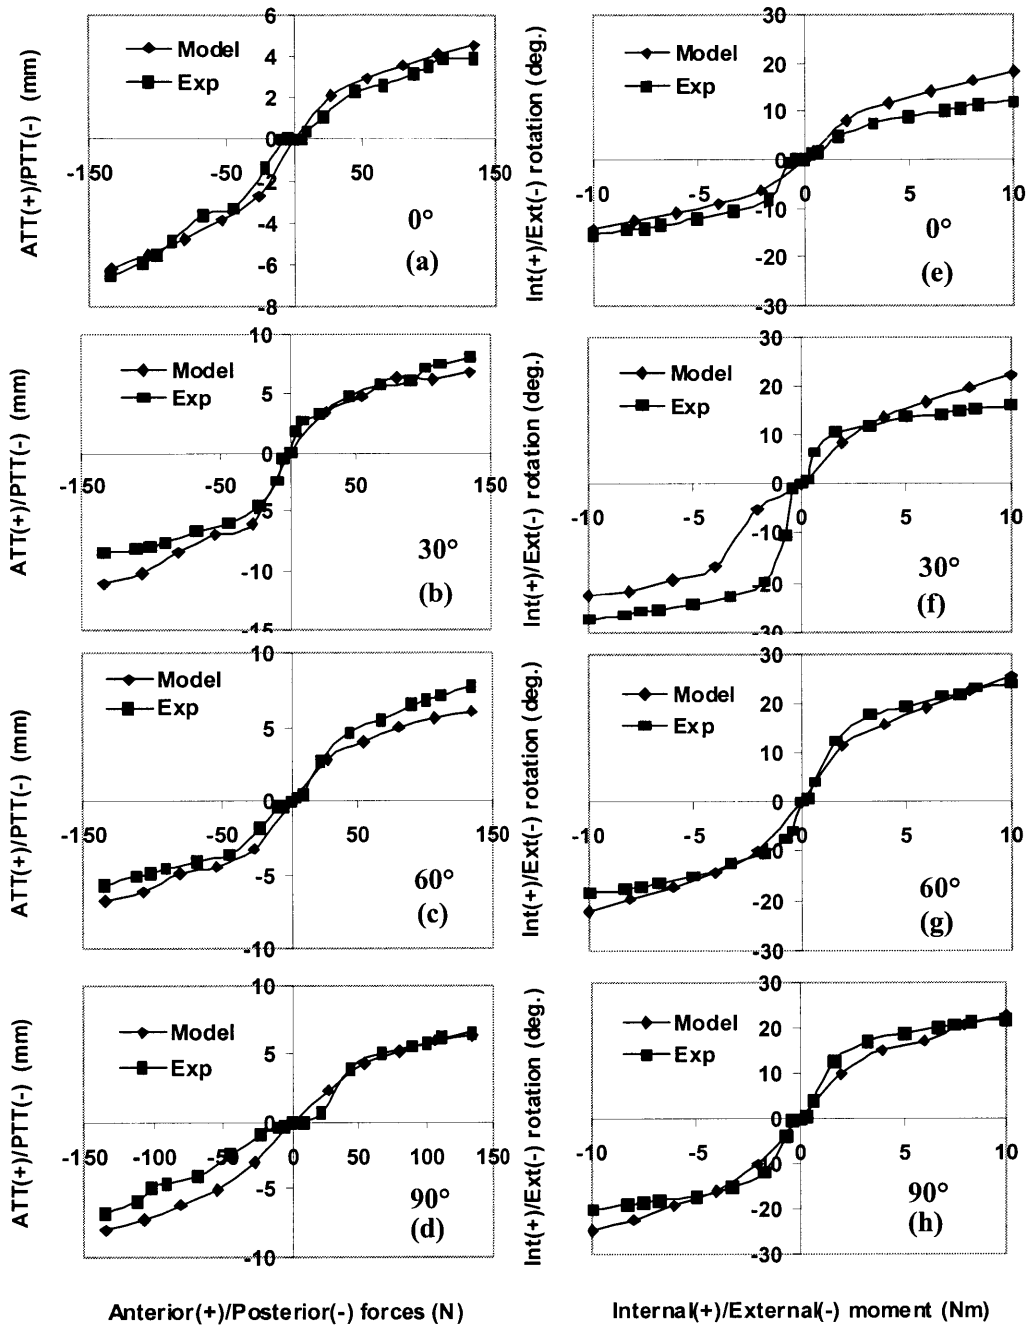 ATT(+)/PTT(-) (mm)
6
4
2
0
-2
-4
-6
-8
-150
-50
50
150
Model
Exp
0°
(a)
Int(+)/Ext(-) rotation (deg.)
30
20
10
0
-10
-20
-30
-10
-5
0
5
10
Model
Exp
0°
(e)
ATT(+)/PTT(-) (mm)
10
5
0
-5
-10
-15
-150
-50
50
150
Model
Exp
30°
(b)
Int(+)/Ext(-) rotation (deg.)
30
20
10
0
-10
-20
-30
-10
-5
0
5
10
Model
Exp
30°
(f)
ATT(+)/PTT(-) (mm)
10
5
0
-5
-10
-150
-50
50
150
Model
Exp
60°
(c)
Int(+)/Ext(-) rotation (deg.)
30
20
10
0
-10
-20
-30
-10
-5
0
5
10
Model
Exp
60°
(g)
ATT(+)/PTT(-) (mm)
10
5
0
-5
-10
-150
-100
-50
0
50
100
150
Model
Exp
90°
(d)
Int(+)/Ext(-) rotation (deg.)
30
20
10
0
-10
-20
-30
-10
-5
0
5
10
Model
Exp
90°
(h)
Anterior(+)/Posterior(-) forces (N)
Internal(+)/External(-) moment (Nm)